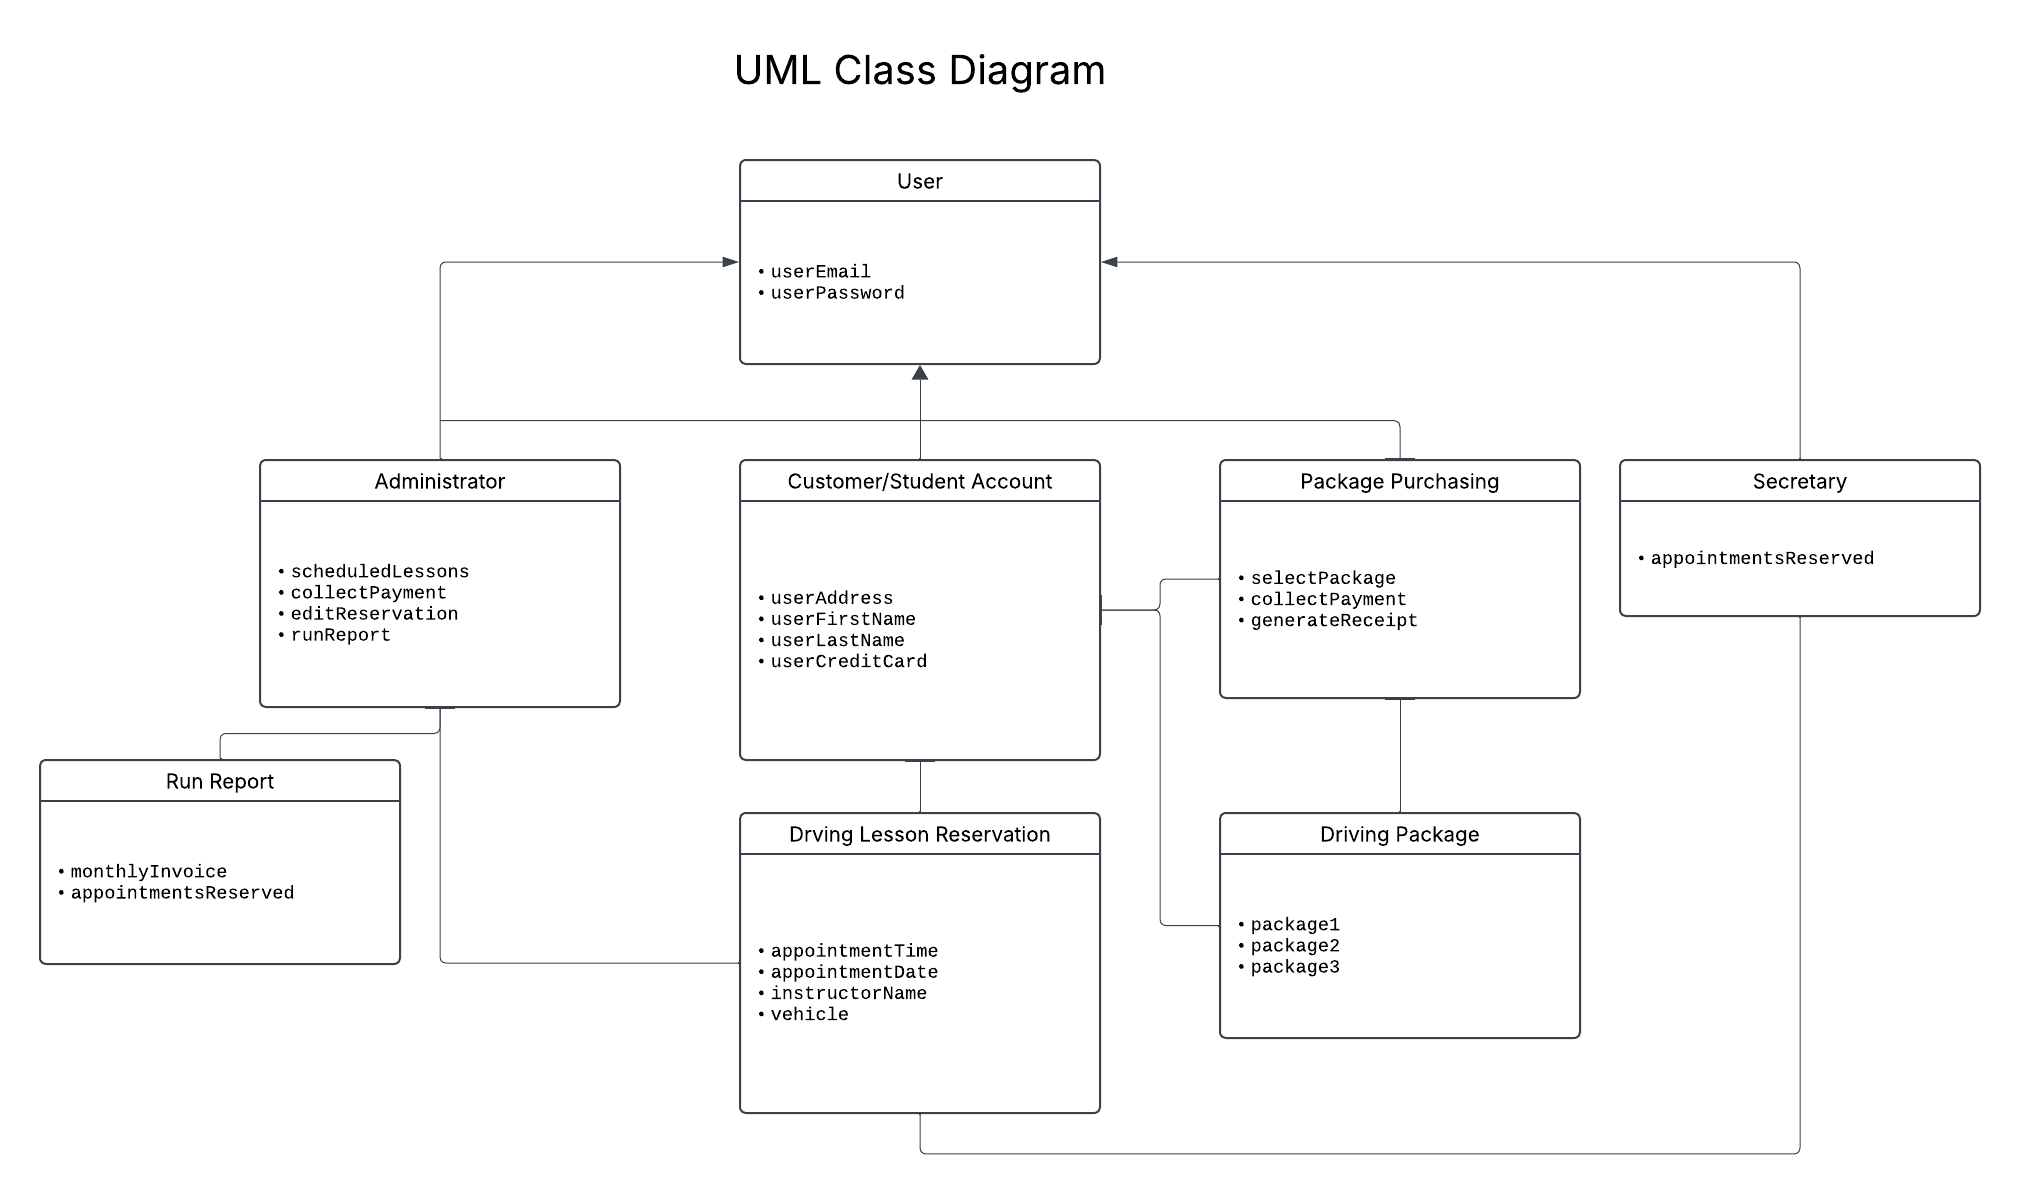 UML Class Diagram
User
• userEmail
• userPassword
Administrator
• scheduledLessons
• collectPayment
• editReservation
• runReport
Customer/Student Account
• userAddress
• userFirstName
• userLastName
• userCreditCard
Package Purchasing
• selectPackage
• collectPayment
• generateReceipt
Secretary
• appointmentsReserved
Run Report
• monthlyInvoice
• appointmentsReserved
Drving Lesson Reservation
• appointmentTime
• appointmentDate
• instructorName
• vehicle
Driving Package
• package1
• package2
• package3